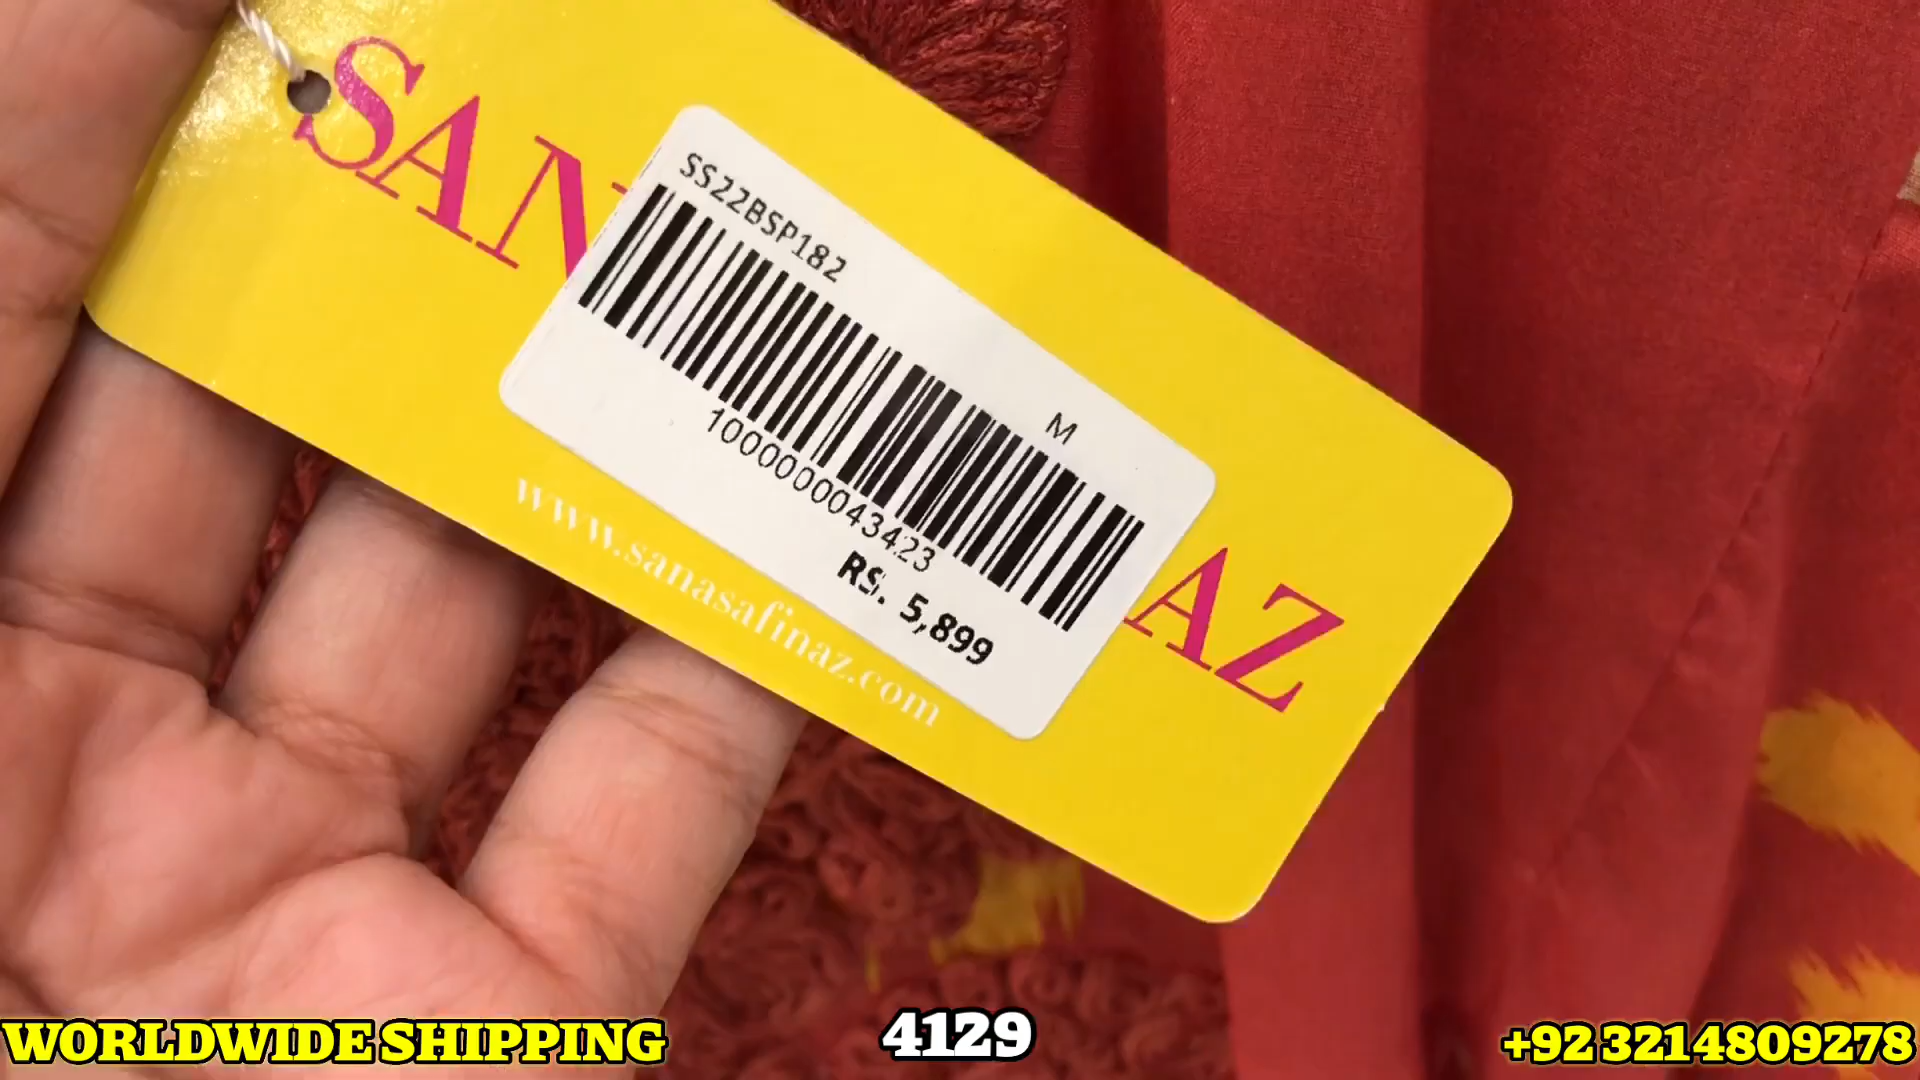 SAN
AZ
SS22BSP182
M
1000000043423
RS. 5,899
www.sanasafinaz.com
WORLDWIDE SHIPPING
4129
+92 3214809278